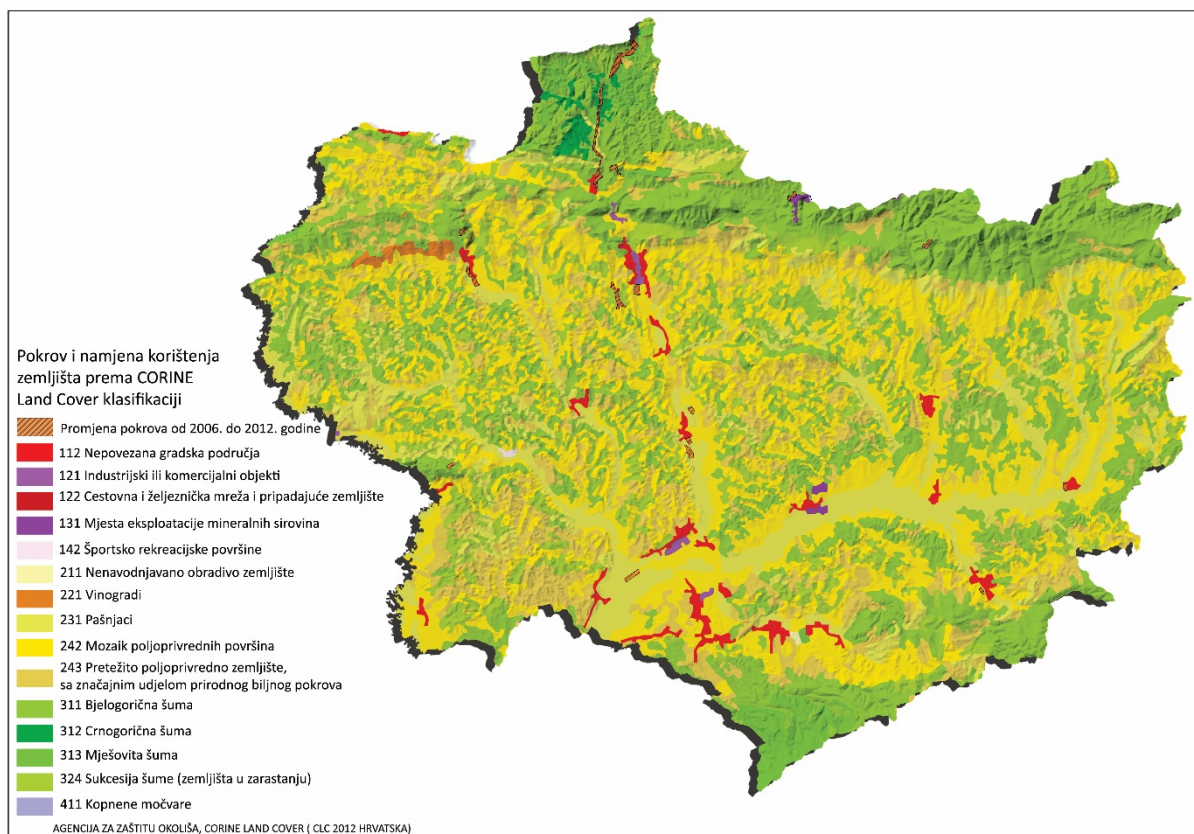 Pokrov i namjena korištenja
zemljišta prema CORINE
Land Cover klasifikaciji
Promjena pokrova od 2006. do 2012. godine
112 Nepovezana gradska područja
121 Industrijski ili komercijalni objekti
122 Cestovna i željeznička mreža i pripadajuće zemljište
131 Mjesta eksploatacije mineralnih sirovina
142 Športsko rekreacijske površine
211 Nenavodnjavano obradivo zemljište
221 Vinogradi
231 Pašnjaci
242 Mozaik poljoprivrednih površina
243 Pretežito poljoprivredno zemljište,
sa značajnim udjelom prirodnog biljnog pokrova
311 Bjelogorična šuma
312 Crnogorična šuma
313 Mješovita šuma
324 Sukcesija šume (zemljišta u zarastanju)
411 Kopnene močvare
AGENCIJA ZA ZAŠTITU OKOLIŠA, CORINE LAND COVER ( CLC 2012 HRVATSKA)